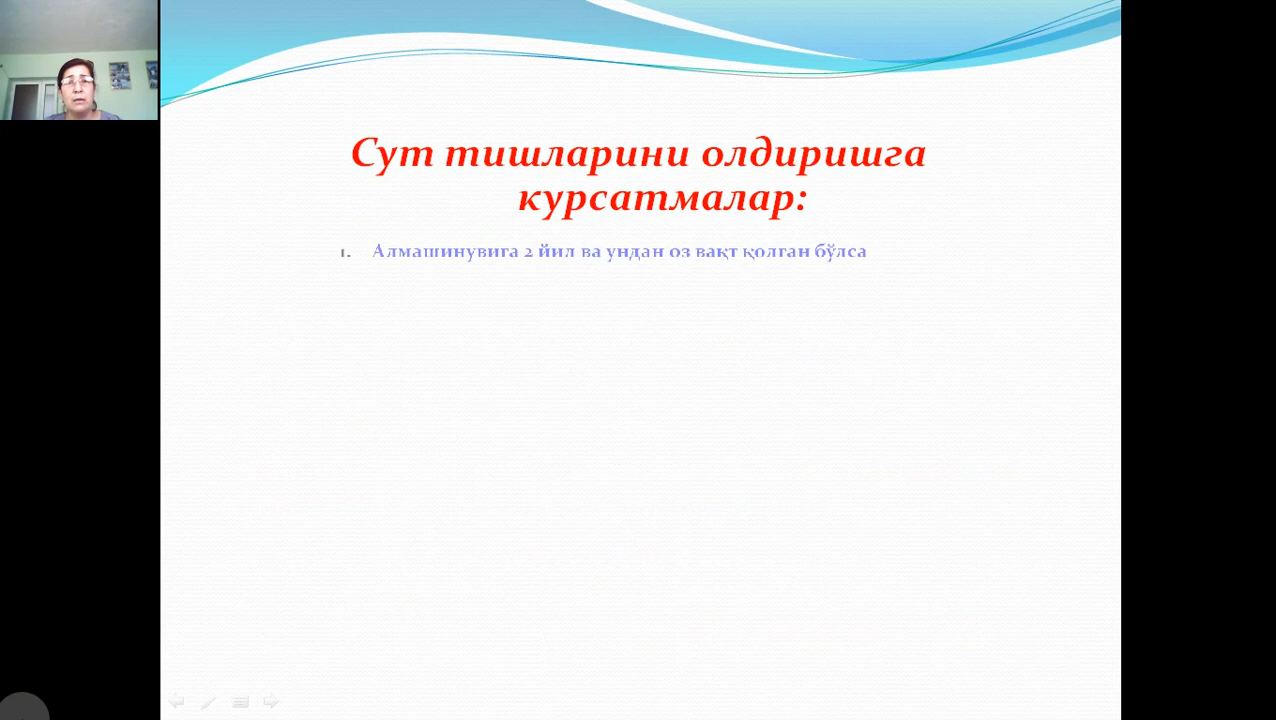 Сут тишларини олдиришга
курсатмалар:
1. Алмашинувига 2 йил ва ундан оз вақт қолган бўлса